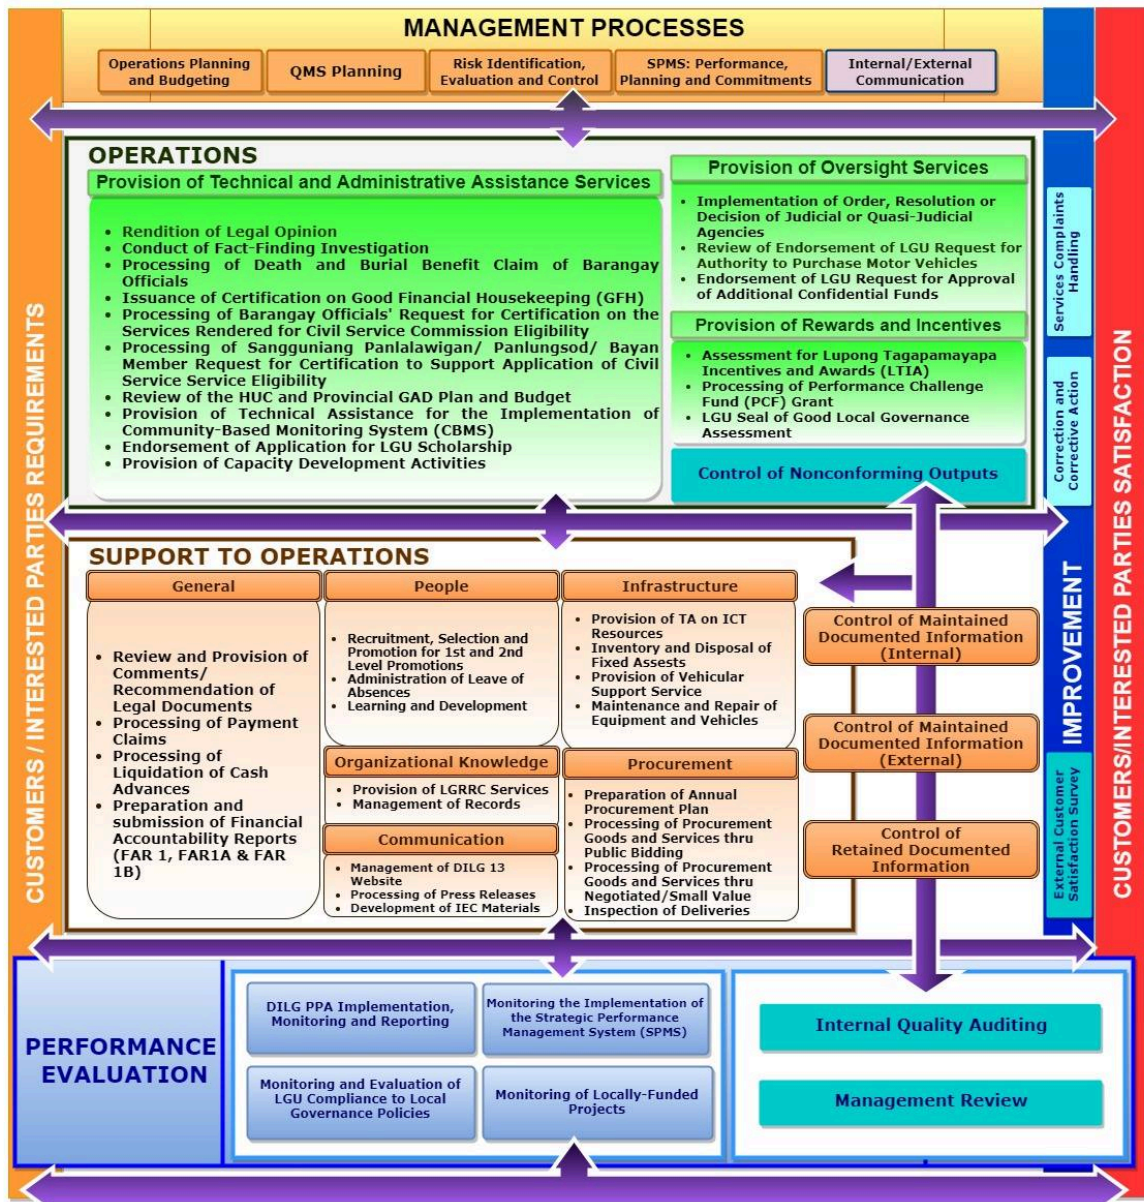 MANAGEMENT PROCESSES
Operations Planning
and Budgeting
QMS Planning
Risk Identification,
Evaluation and Control
SPMS: Performance,
Planning and Commitments
Internal/External
Communication
CUSTOMERS / INTERESTED PARTIES REQUIREMENTS
OPERATIONS
Provision of Technical and Administrative Assistance Services
• Rendition of Legal Opinion
• Conduct of Fact-Finding Investigation
• Processing of Death and Burial Benefit Claim of Barangay
Officials
• Issuance of Certification on Good Financial Housekeeping (GFH)
• Processing of Barangay Officials' Request for Certification on the
Services Rendered for Civil Service Commission Eligibility
• Processing of Sangguniang Panlalawigan/ Panlungsod/ Bayan
Member Request for Certification to Support Application of Civil
Service Service Eligibility
• Review of the HUC and Provincial GAD Plan and Budget
• Provision of Technical Assistance for the Implementation of
Community-Based Monitoring System (CBMS)
• Endorsement of Application for LGU Scholarship
• Provision of Capacity Development Activities
Provision of Oversight Services
• Implementation of Order, Resolution or
Decision of Judicial or Quasi-Judicial
Agencies
• Review of Endorsement of LGU Request for
Authority to Purchase Motor Vehicles
• Endorsement of LGU Request for Approval
of Additional Confidential Funds
Provision of Rewards and Incentives
• Assessment for Lupong Tagapamayapa
Incentives and Awards (LTIA)
• Processing of Performance Challenge
Fund (PCF) Grant
• LGU Seal of Good Local Governance
Assessment
Control of Nonconforming Outputs
SUPPORT TO OPERATIONS
General
• Review and Provision of
Comments/
Recommendation of
Legal Documents
• Processing of Payment
Claims
• Processing of
Liquidation of Cash
Advances
• Preparation and
submission of Financial
Accountability Reports
(FAR 1, FAR1A & FAR
1B)
People
• Recruitment, Selection and
Promotion for 1st and 2nd
Level Promotions
• Administration of Leave of
Absences
• Learning and Development
Organizational Knowledge
• Provision of LGRRC Services
• Management of Records
Communication
• Management of DILG 13
Website
• Processing of Press Releases
• Development of IEC Materials
Infrastructure
• Provision of TA on ICT
Resources
• Inventory and Disposal of
Fixed Assests
• Provision of Vehicular
Support Service
• Maintenance and Repair of
Equipment and Vehicles
Procurement
• Preparation of Annual
Procurement Plan
• Processing of Procurement
Goods and Services thru
Public Bidding
• Processing of Procurement
Goods and Services thru
Negotiated/Small Value
• Inspection of Deliveries
Control of Maintained
Documented Information
(Internal)
Control of Maintained
Documented Information
(External)
Control of
Retained Documented
Information
Services Complaints
Handling
Correction and
Corrective Action
IMPROVEMENT
External Customer
Satisfaction Survey
CUSTOMERS/INTERESTED PARTIES SATISFACTION
PERFORMANCE
EVALUATION
DILG PPA Implementation,
Monitoring and Reporting
Monitoring the Implementation of
the Strategic Performance
Management System (SPMS)
Monitoring and Evaluation of
LGU Compliance to Local
Governance Policies
Monitoring of Locally-Funded
Projects
Internal Quality Auditing
Management Review